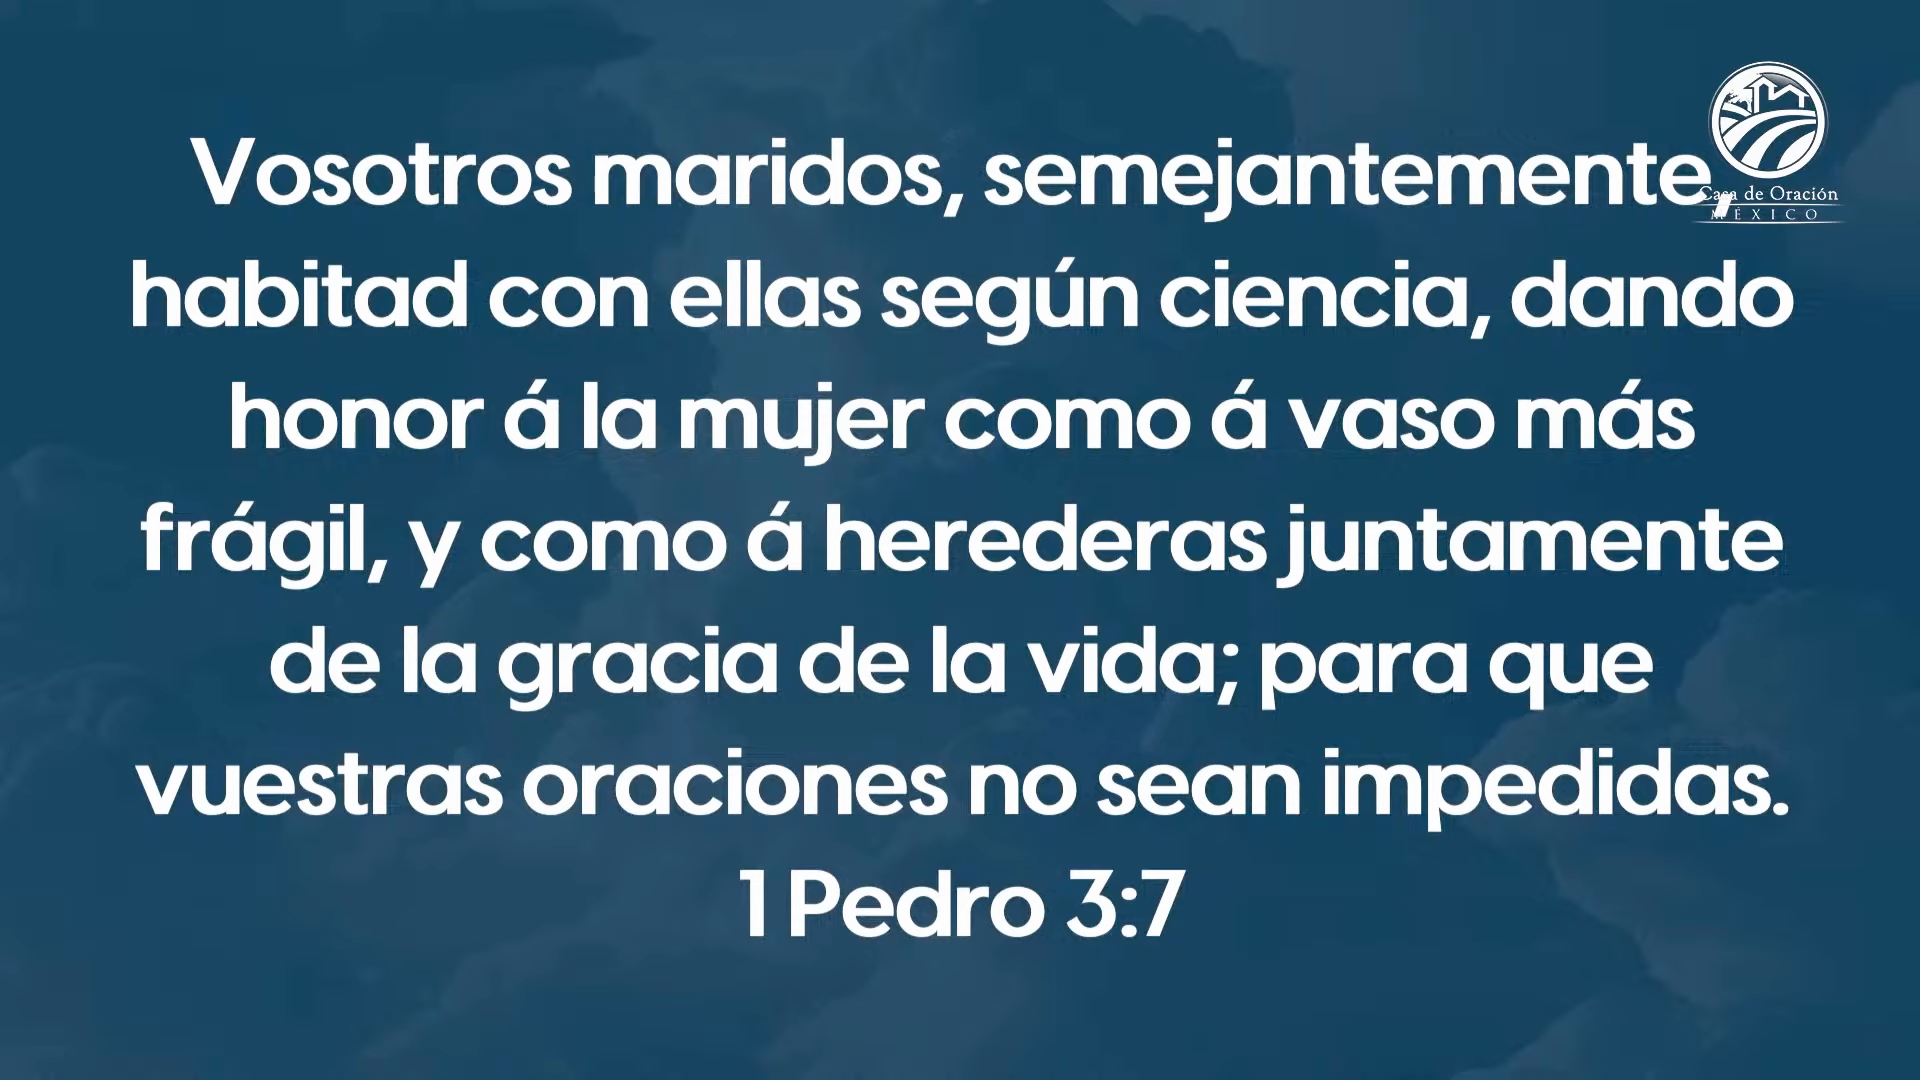 Vosotros maridos, semejantemente,
habitad con ellas según ciencia, dando
honor á la mujer como á vaso más
frágil, y como á herederas juntamente
de la gracia de la vida; para que
vuestras oraciones no sean impedidas.
1 Pedro 3:7
Casa de Oración
MÉXICO